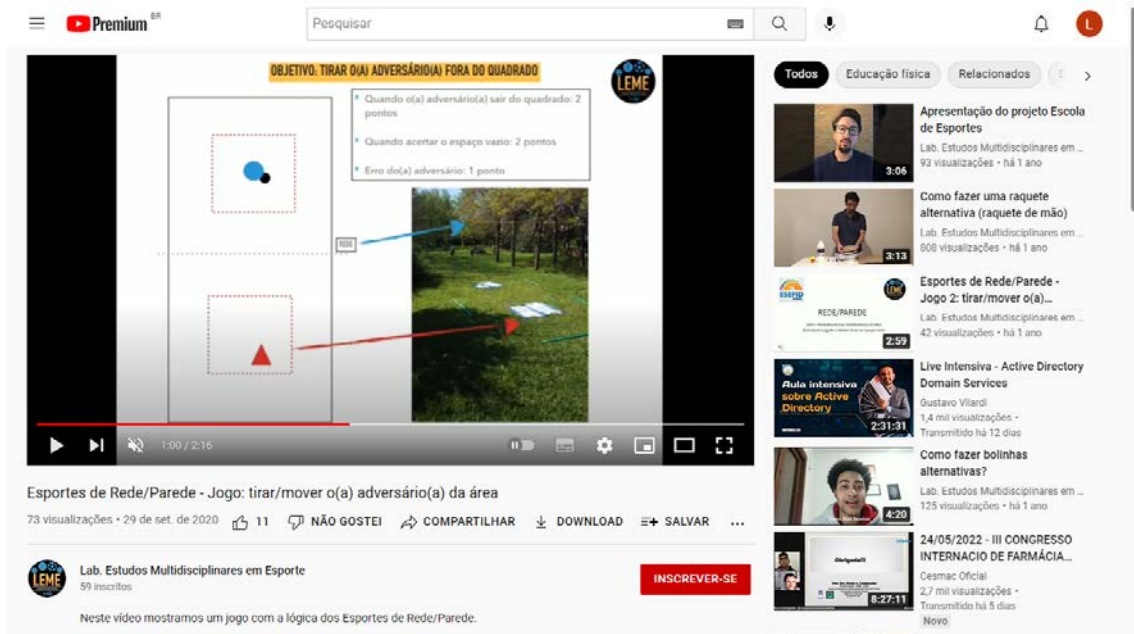 Premium BR
Pesquisar
L
OBJETIVO: TIRAR O(A) ADVERSÁRIO(A) FORA DO QUADRADO
LEME
Quando o(a) adversário(a) sair do quadrado: 2
pontos
Quando acertar o espaço vazio: 2 pontos
Erro do(a) adversário: 1 ponto
REDE
1:00 / 2:16
Esportes de Rede/Parede - Jogo: tirar/mover o(a) adversário(a) da área
73 visualizações • 29 de set. de 2020
11
NÃO GOSTEI
COMPARTILHAR
DOWNLOAD
SALVAR
...
LEME
Lab. Estudos Multidisciplinares em Esporte
59 inscritos
INSCREVER-SE
Neste vídeo mostramos um jogo com a lógica dos Esportes de Rede/Parede.
Todos
Educação física
Relacionados
3:06
Apresentação do projeto Escola
de Esportes
Lab. Estudos Multidisciplinares em ...
93 visualizações • há 1 ano
3:13
Como fazer uma raquete
alternativa (raquete de mão)
Lab. Estudos Multidisciplinares em ...
808 visualizações • há 1 ano
REDE/PAREDE
2:59
Esportes de Rede/Parede -
Jogo 2: tirar/mover o(a)...
Lab. Estudos Multidisciplinares em ...
42 visualizações • há 1 ano
Aula intensiva
sobre Active
Directory
2:31:31
Live Intensiva - Active Directory
Domain Services
Gustavo Vilardi
1,4 mil visualizações •
Transmitido há 12 dias
4:20
Como fazer bolinhas
alternativas?
Lab. Estudos Multidisciplinares em ...
125 visualizações • há 1 ano
Obrigada!!!
8:27:11
24/05/2022 - III CONGRESSO
INTERNACIO DE FARMÁCIA...
Cesmac Oficial
2,7 mil visualizações •
Transmitido há 5 dias
Novo